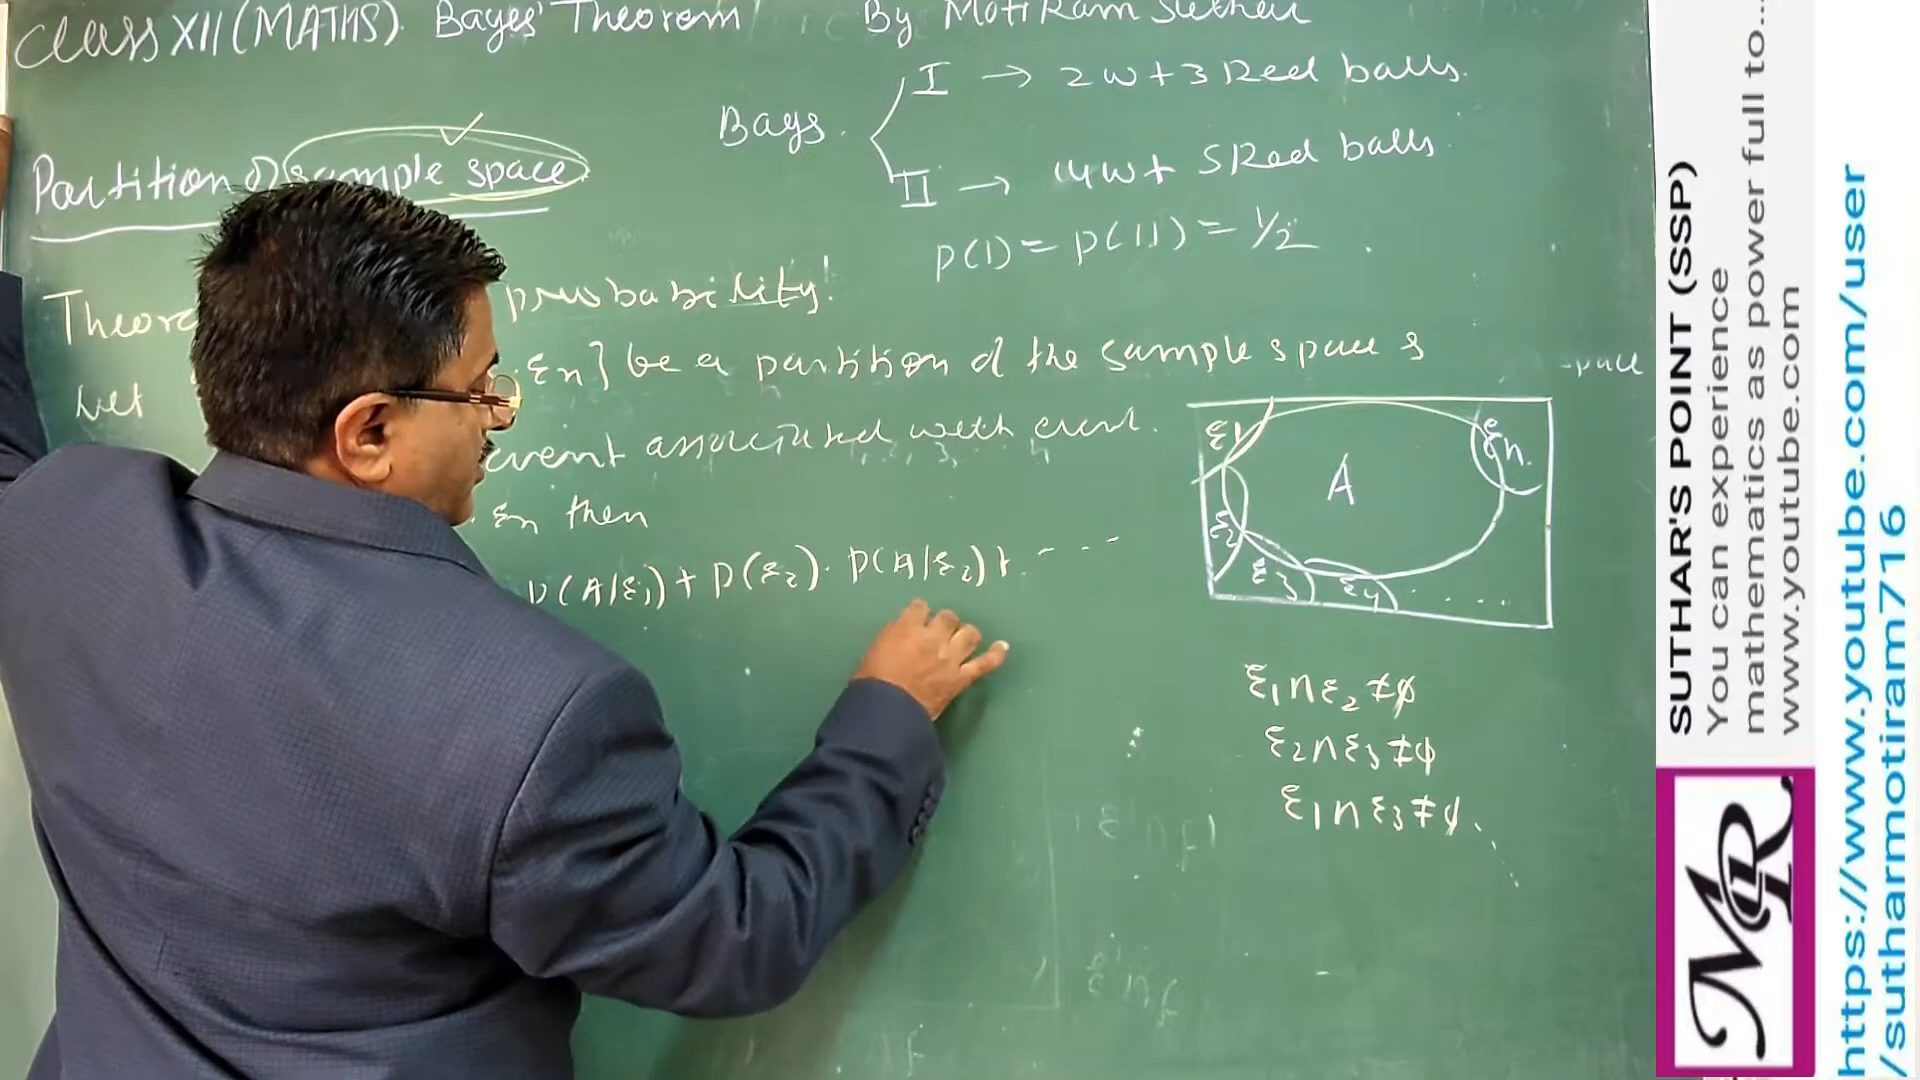 Class XII (MATHS). Bayes' Theorem By Motiram Suthar
Bags.
I → 2W + 3 Red balls.
II → 4W + 5 Red balls.
P(I) = P(II) = 1/2
Partition of sample space
probability!
Let En} be a partition of the sample space S
event associated with event.
En then
P(A|E1) + P(E2) . P(A|E2) + - - - -
E1
E2
E3
E4
. . . . .
En.
A
E1 ∩ E2 ≠ ϕ
E2 ∩ E3 ≠ ϕ
E1 ∩ E3 ≠ ϕ.
-pace
SUTHAR'S POINT (SSP)
You can experience
mathematics as power full to...
www.youtube.com
MR
https://www.youtube.com/user
/sutharmotiram716